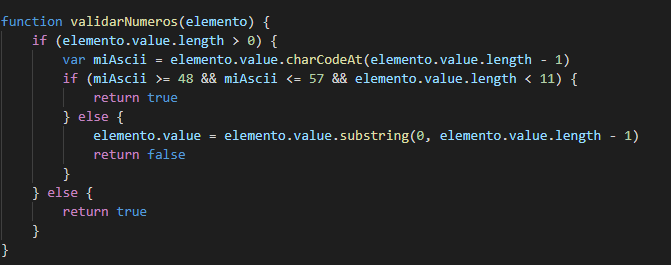 function validarNumeros(elemento) {
    if (elemento.value.length > 0) {
        var miAscii = elemento.value.charCodeAt(elemento.value.length - 1)
        if (miAscii >= 48 && miAscii <= 57 && elemento.value.length < 11) {
            return true
        } else {
            elemento.value = elemento.value.substring(0, elemento.value.length - 1)
            return false
        }
    } else {
        return true
    }
}